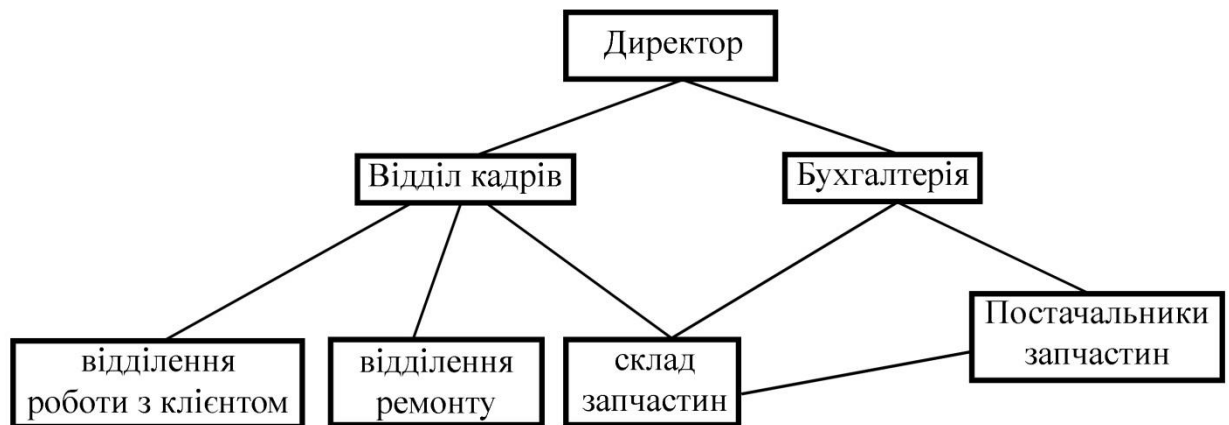 Директор
Відділ кадрів
Бухгалтерія
відділення
роботи з клієнтом
відділення
ремонту
склад
запчастин
Постачальники
запчастин